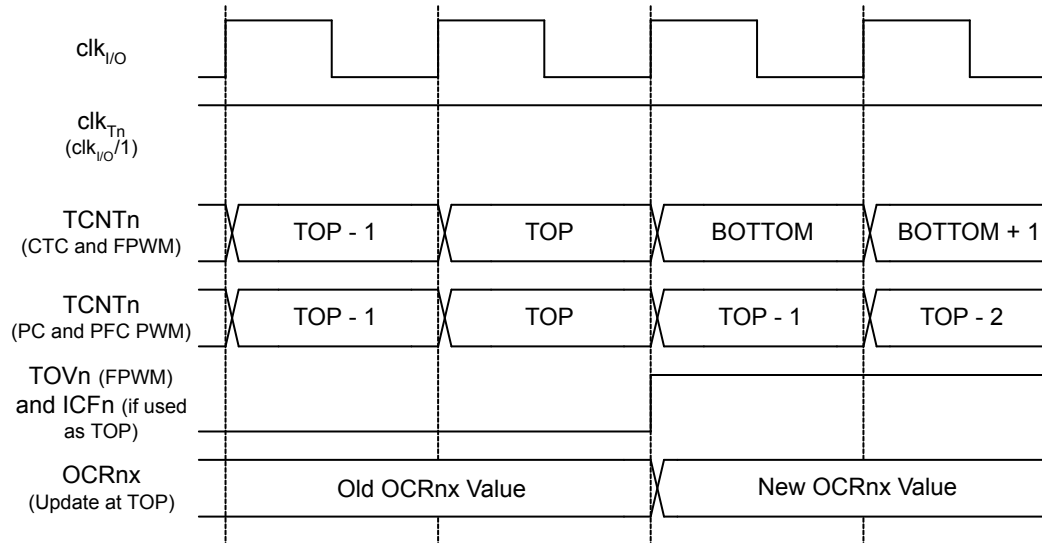 clkI/O
clkTn
(clkI/O/1)
TCNTn
(CTC and FPWM)
TOP - 1 TOP BOTTOM BOTTOM + 1
TCNTn
(PC and PFC PWM)
TOP - 1 TOP TOP - 1 TOP - 2
TOVn (FPWM)
and ICFn (if used
as TOP)
OCRnx
(Update at TOP)
Old OCRnx Value New OCRnx Value